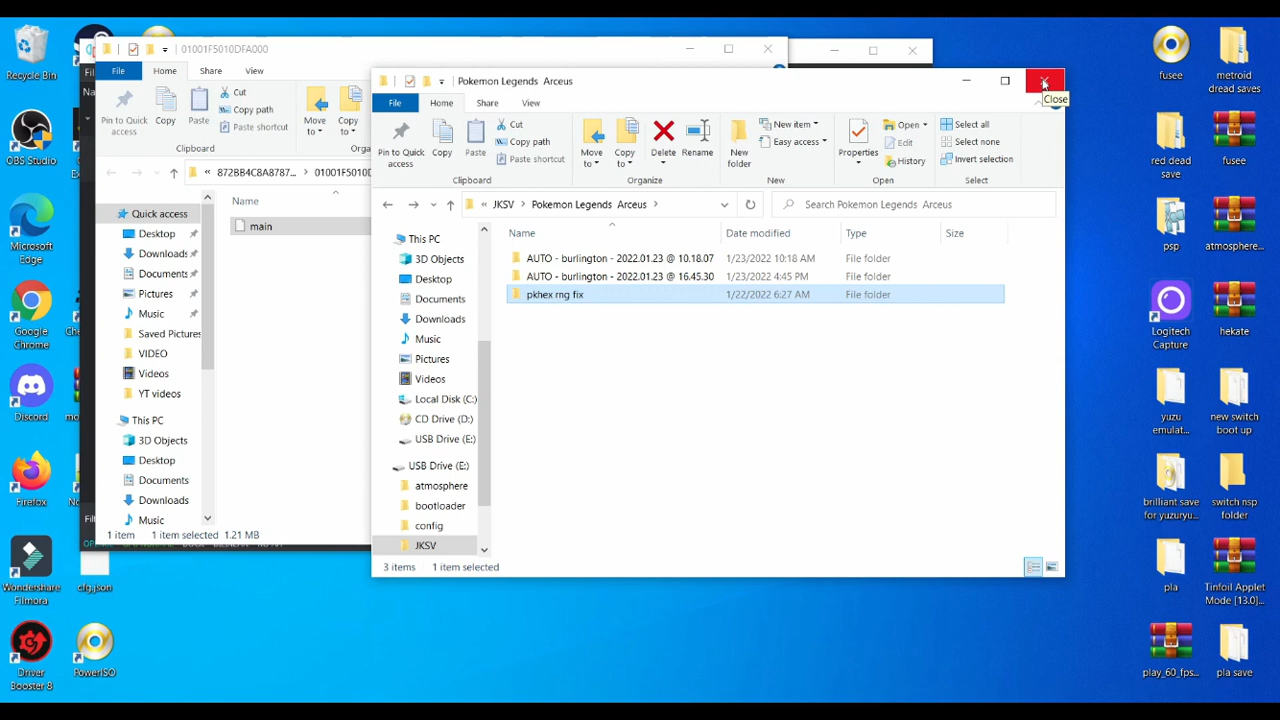 Recycle Bin
OBS Studio
Microsoft
Edge
Google
Chrome
Discord
Firefox
Wondershare
Filmora
Driver
Booster 8
PowerISO
cfg.json
01001F5010DFA000
File
Home
Share
View
Pin to Quick
access
Copy
Paste
Cut
Copy path
Paste shortcut
Clipboard
Move
to
Copy
to
« 872BB4C8A8787... > 01001F5010D
Name
main
Quick access
Desktop
Downloads
Documents
Pictures
Music
Saved Pictures
VIDEO
Videos
YT videos
This PC
3D Objects
Desktop
Documents
Downloads
Music
1 item
1 item selected 1.21 MB
Pokemon Legends Arceus
Close
File
Home
Share
View
Pin to Quick
access
Copy
Paste
Cut
Copy path
Paste shortcut
Clipboard
Move
to
Copy
to
Delete
Rename
Organize
New
folder
New item
Easy access
New
Properties
Open
Edit
History
Open
Select all
Select none
Invert selection
Select
« JKSV > Pokemon Legends Arceus >
Search Pokemon Legends Arceus
Name Date modified Type Size
AUTO - burlington - 2022.01.23 @ 10.18.07 1/23/2022 10:18 AM File folder
AUTO - burlington - 2022.01.23 @ 16.45.30 1/23/2022 4:45 PM File folder
pkhex rng fix 1/22/2022 6:27 AM File folder
This PC
3D Objects
Desktop
Documents
Downloads
Music
Pictures
Videos
Local Disk (C:)
CD Drive (D:)
USB Drive (E:)
USB Drive (E:)
atmosphere
bootloader
config
JKSV
3 items
1 item selected
fusee
metroid
dread saves
red dead
save
fusee
psp
atmosphere...
Logitech
Capture
hekate
yuzu
emulat...
new switch
boot up
brilliant save
for yuzuryu...
switch nsp
folder
pla
Tinfoil Applet
Mode [13.0]...
play_60_fps...
pla save